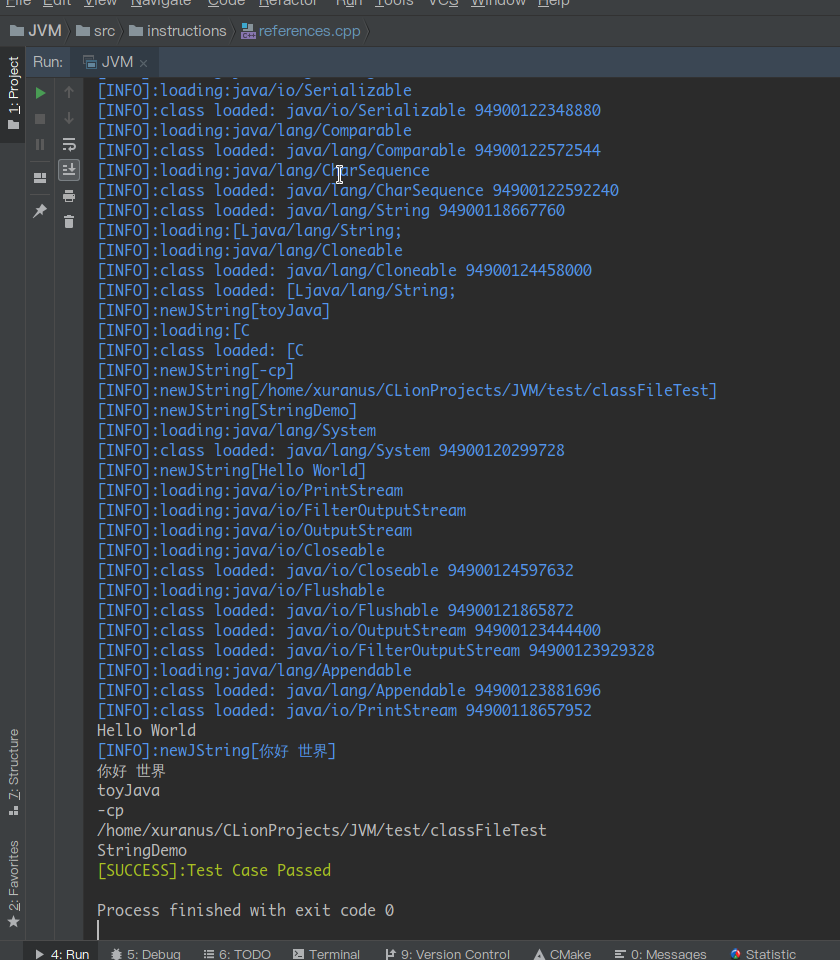 File Edit View Navigate Code Refactor Run Tools VCS Window Help
JVM src instructions references.cpp
1: Project
Run: JVM
[INFO]:loading:java/io/Serializable
[INFO]:class loaded: java/io/Serializable 94900122348880
[INFO]:loading:java/lang/Comparable
[INFO]:class loaded: java/lang/Comparable 94900122572544
[INFO]:loading:java/lang/CharSequence
[INFO]:class loaded: java/lang/CharSequence 94900122592240
[INFO]:class loaded: java/lang/String 94900118667760
[INFO]:loading:[Ljava/lang/String;
[INFO]:loading:java/lang/Cloneable
[INFO]:class loaded: java/lang/Cloneable 94900124458000
[INFO]:class loaded: [Ljava/lang/String;
[INFO]:newJString[toyJava]
[INFO]:loading:[C
[INFO]:class loaded: [C
[INFO]:newJString[-cp]
[INFO]:newJString[/home/xuranus/CLionProjects/JVM/test/classFileTest]
[INFO]:newJString[StringDemo]
[INFO]:loading:java/lang/System
[INFO]:class loaded: java/lang/System 94900120299728
[INFO]:newJString[Hello World]
[INFO]:loading:java/io/PrintStream
[INFO]:loading:java/io/FilterOutputStream
[INFO]:loading:java/io/OutputStream
[INFO]:loading:java/io/Closeable
[INFO]:class loaded: java/io/Closeable 94900124597632
[INFO]:loading:java/io/Flushable
[INFO]:class loaded: java/io/Flushable 94900121865872
[INFO]:class loaded: java/io/OutputStream 94900123444400
[INFO]:class loaded: java/io/FilterOutputStream 94900123929328
[INFO]:loading:java/lang/Appendable
[INFO]:class loaded: java/lang/Appendable 94900123881696
[INFO]:class loaded: java/io/PrintStream 94900118657952
Hello World
[INFO]:newJString[你好 世界]
你好 世界
toyJava
-cp
/home/xuranus/CLionProjects/JVM/test/classFileTest
StringDemo
[SUCCESS]:Test Case Passed
Process finished with exit code 0
7: Structure
2: Favorites
4: Run 5: Debug 6: TODO Terminal 9: Version Control CMake 0: Messages Statistic